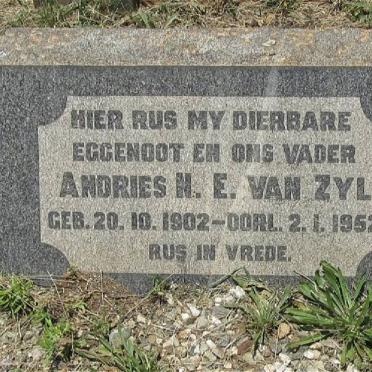 HIER RUS MY DIERBARE
EGGENOOT EN ONS VADER
ANDRIES H. E. VAN ZYL
GEB. 20. 10. 1902-OORL. 2. 1. 1952
RUS IN VREDE.